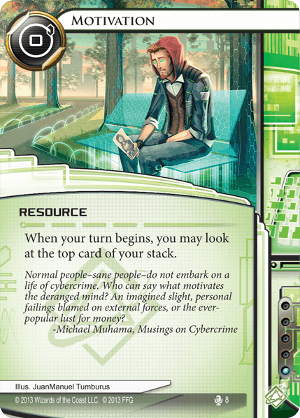 MOTIVATION
0
RESOURCE
When your turn begins, you may look
at the top card of your stack.
Normal people–sane people–do not embark on a
life of cybercrime. Who can say what motivates
the deranged mind? An imagined slight, personal
failings blamed on external forces, or the ever-
popular lust for money?
-Michael Muhama, Musings on Cybercrime
Illus. JuanManuel Tumburus
© 2013 Wizards of the Coast LLC. © 2013 FFG
8